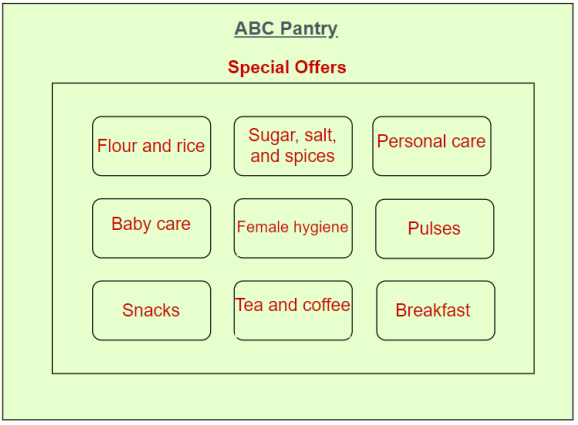 ABC Pantry
Special Offers
Flour and rice
Sugar, salt,
and spices
Personal care
Baby care
Female hygiene
Pulses
Snacks
Tea and coffee
Breakfast